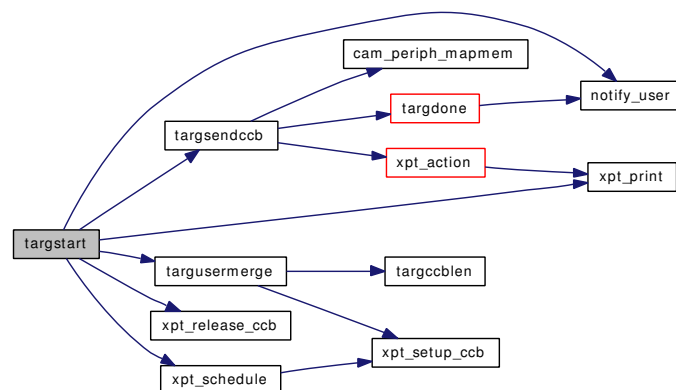 cam_periph_mapmem
notify_user
targdone
targsendccb
xpt_action
xpt_print
targstart
targusermerge
targccblen
xpt_release_ccb
xpt_setup_ccb
xpt_schedule